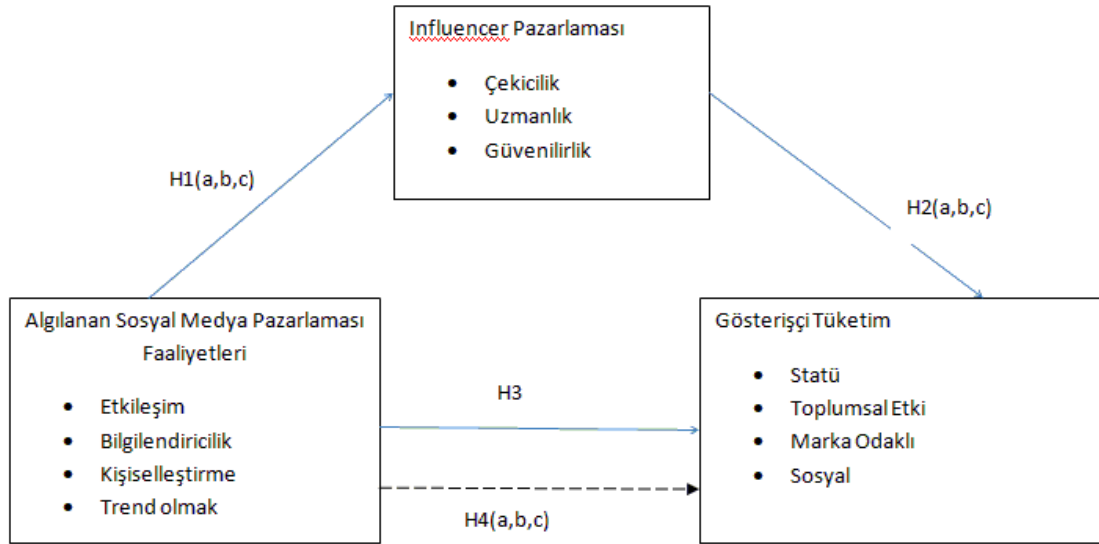 Influencer Pazarlaması
Çekicilik
Uzmanlık
Güvenilirlik
H1(a,b,c)
H2(a,b,c)
Algılanan Sosyal Medya Pazarlaması
Faaliyetleri
Etkileşim
Bilgilendiricilik
Kişiselleştirme
Trend olmak
H3
H4(a,b,c)
Gösterişçi Tüketim
Statü
Toplumsal Etki
Marka Odaklı
Sosyal